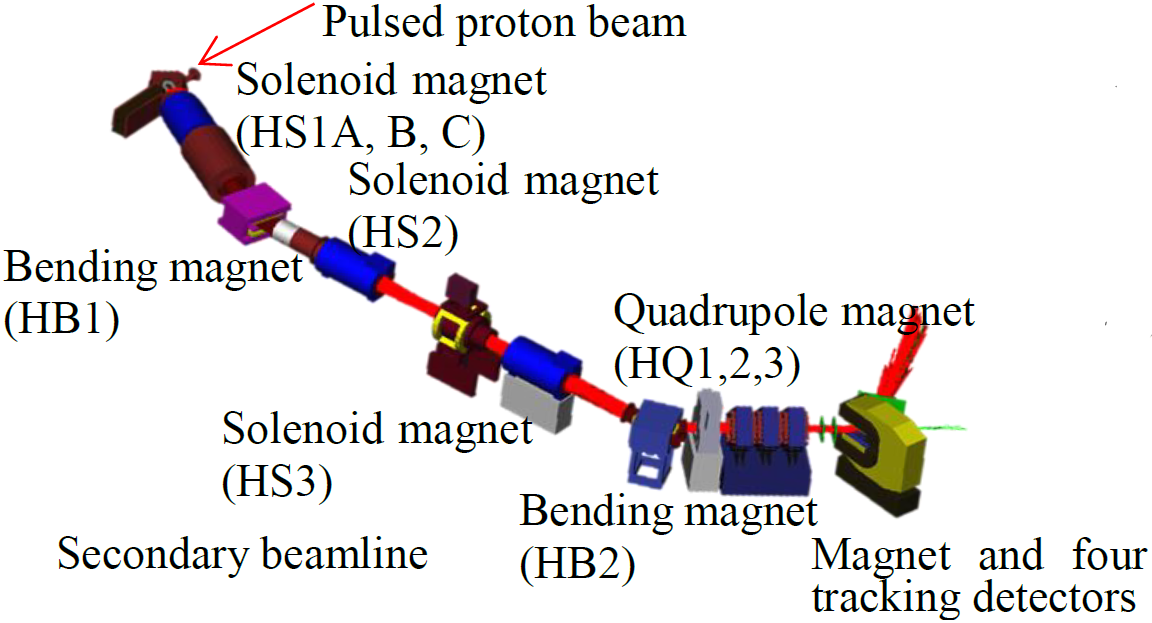 Pulsed proton beam
Solenoid magnet
(HS1A, B, C)
Solenoid magnet
(HS2)
Bending magnet
(HB1)
Quadrupole magnet
(HQ1,2,3)
Solenoid magnet
(HS3)
Bending magnet
(HB2)
Secondary beamline
Magnet and four
tracking detectors